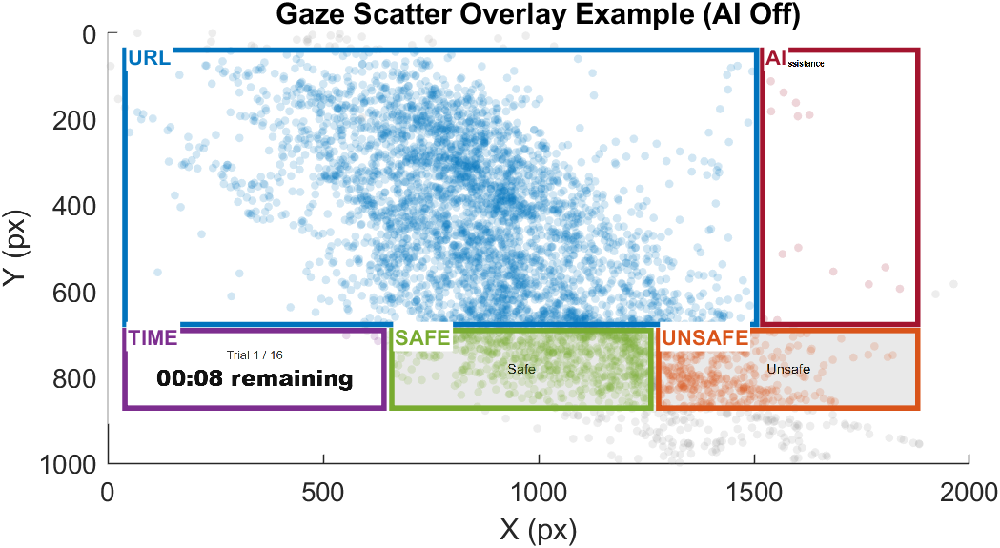 Gaze Scatter Overlay Example (AI Off)
0
200
400
600
800
1000
Y (px)
URL
AI ssistance
TIME
Trial 1 / 16
00:08 remaining
SAFE
Safe
UNSAFE
Unsafe
0
500
1000
1500
2000
X (px)